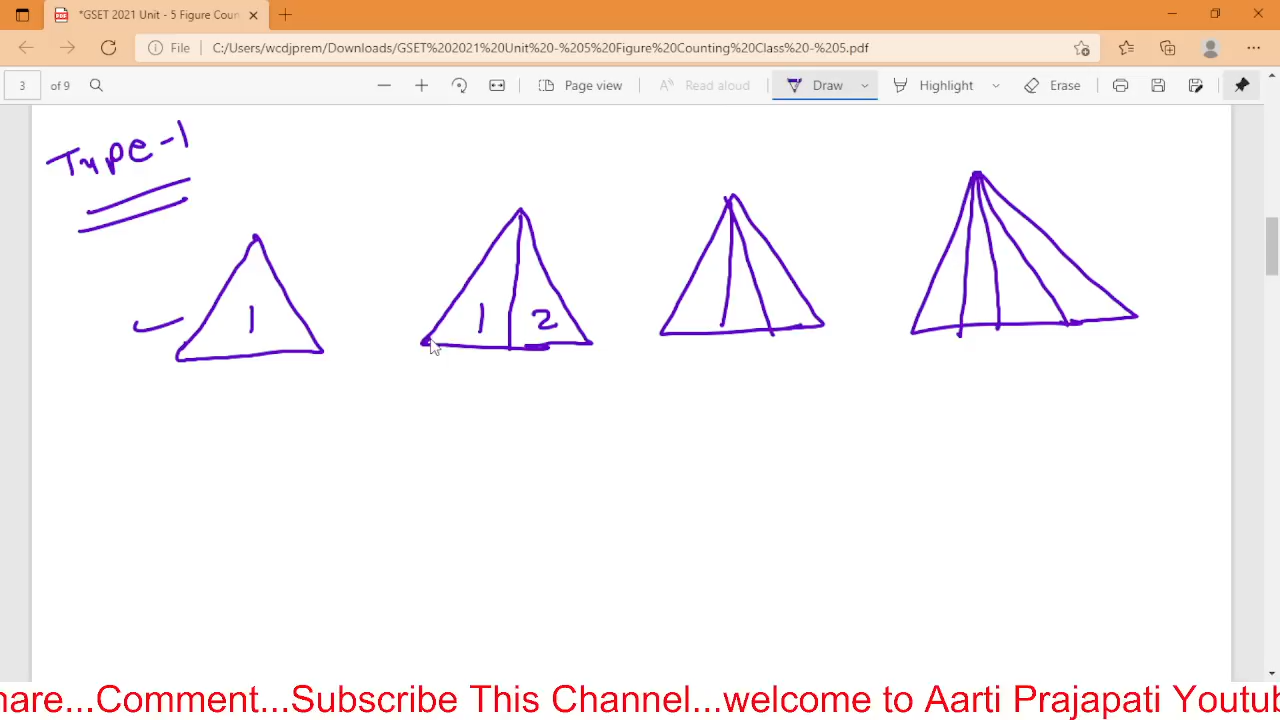 *GSET 2021 Unit - 5 Figure Coun
File C:/Users/wcdjprem/Downloads/GSET%202021%20Unit%20-%205%20Figure%20Counting%20Class%20-%205.pdf
3 of 9 Page view Read aloud Draw Highlight Erase
Type-1
1 1 2
hare...Comment...Subscribe This Channel...welcome to Aarti Prajapati Youtub